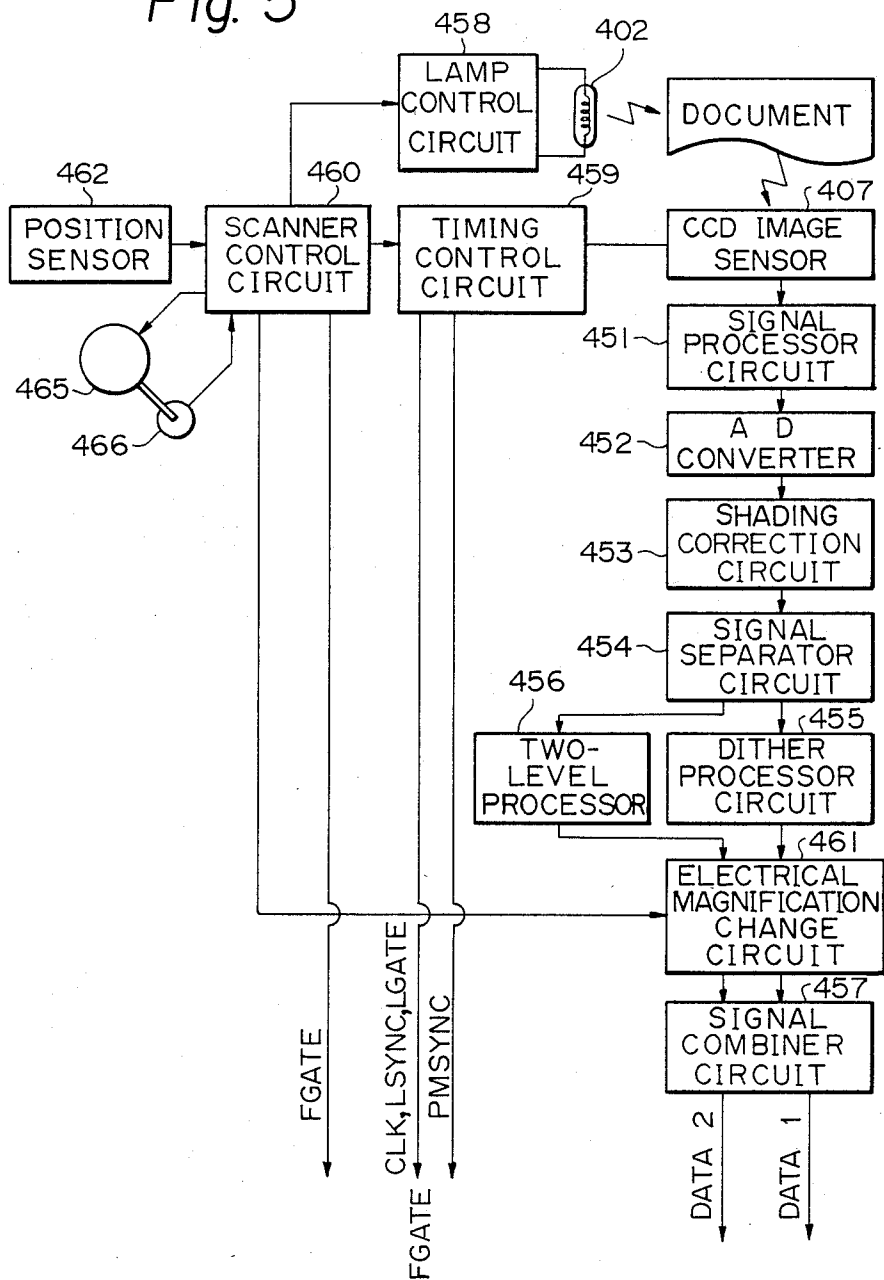 Fig. 5
458
402
LAMP
CONTROL
CIRCUIT
DOCUMENT
462
460
459
407
POSITION
SENSOR
SCANNER
CONTROL
CIRCUIT
TIMING
CONTROL
CIRCUIT
CCD IMAGE
SENSOR
465
466
451
SIGNAL
PROCESSOR
CIRCUIT
452
A D
CONVERTER
453
SHADING
CORRECTION
CIRCUIT
454
SIGNAL
SEPARATOR
CIRCUIT
456
455
TWO-
LEVEL
PROCESSOR
DITHER
PROCESSOR
CIRCUIT
461
ELECTRICAL
MAGNIFICATION
CHANGE
CIRCUIT
457
SIGNAL
COMBINER
CIRCUIT
FGATE
CLK, LSYNC, LGATE
PMSYNC
FGATE
DATA 2
DATA 1